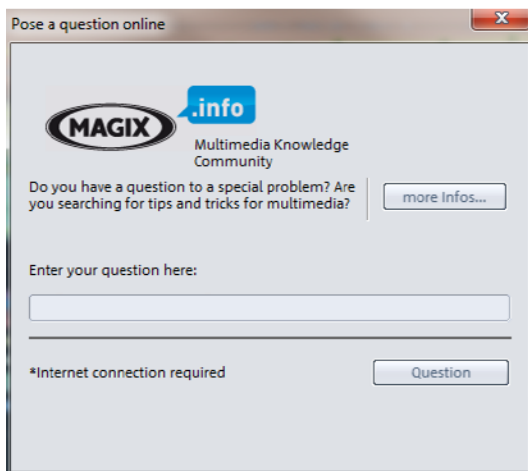 Pose a question online
MAGIX
.info
Multimedia Knowledge
Community
Do you have a question to a special problem? Are
you searching for tips and tricks for multimedia?
more Infos...
Enter your question here:
*Internet connection required
Question